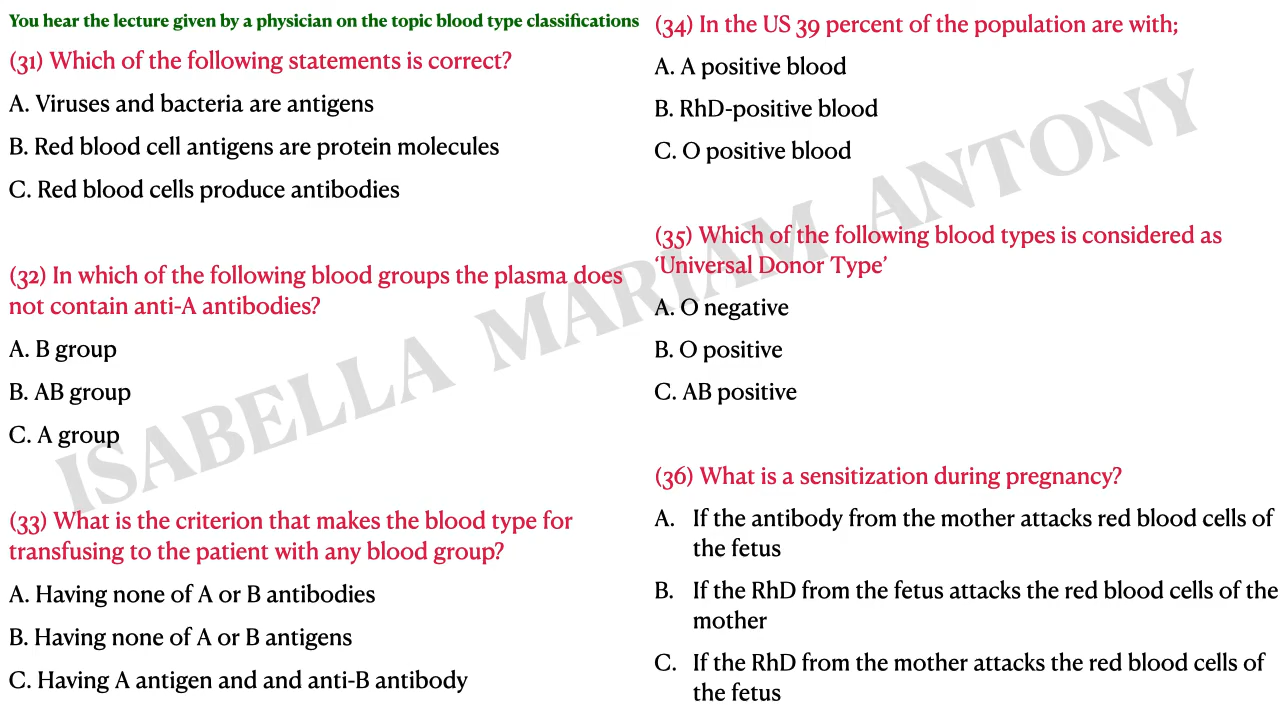 You hear the lecture given by a physician on the topic blood type classifications
(31) Which of the following statements is correct?
A. Viruses and bacteria are antigens
B. Red blood cell antigens are protein molecules
C. Red blood cells produce antibodies
(32) In which of the following blood groups the plasma does
not contain anti-A antibodies?
A. B group
B. AB group
C. A group
(33) What is the criterion that makes the blood type for
transfusing to the patient with any blood group?
A. Having none of A or B antibodies
B. Having none of A or B antigens
C. Having A antigen and and anti-B antibody
(34) In the US 39 percent of the population are with;
A. A positive blood
B. RhD-positive blood
C. O positive blood
(35) Which of the following blood types is considered as
‘Universal Donor Type’
A. O negative
B. O positive
C. AB positive
(36) What is a sensitization during pregnancy?
A. If the antibody from the mother attacks red blood cells of
the fetus
B. If the RhD from the fetus attacks the red blood cells of the
mother
C. If the RhD from the mother attacks the red blood cells of
the fetus
ISABELLA MARIAM ANTONY